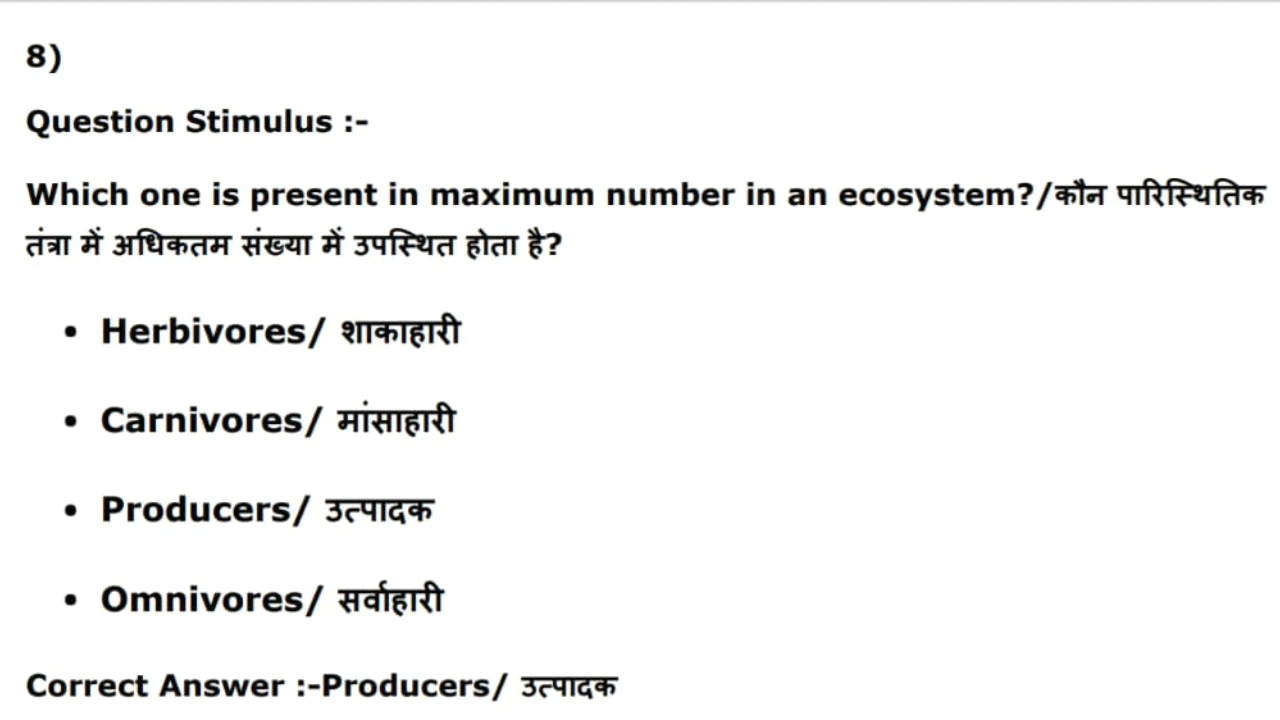 8)
Question Stimulus :-
Which one is present in maximum number in an ecosystem?/कौन पारिस्थितिक
तंत्रा में अधिकतम संख्या में उपस्थित होता है?
• Herbivores/ शाकाहारी
• Carnivores/ मांसाहारी
• Producers/ उत्पादक
• Omnivores/ सर्वाहारी
Correct Answer :-Producers/ उत्पादक